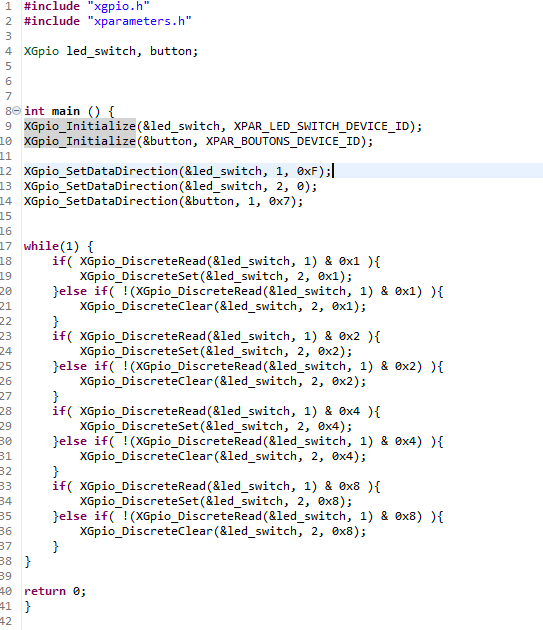 1 #include "xgpio.h"
2 #include "xparameters.h"
3
4 XGpio led_switch, button;
5
6
7
8 int main () {
9 XGpio_Initialize(&led_switch, XPAR_LED_SWITCH_DEVICE_ID);
10 XGpio_Initialize(&button, XPAR_BOUTONS_DEVICE_ID);
11
12 XGpio_SetDataDirection(&led_switch, 1, 0xF);
13 XGpio_SetDataDirection(&led_switch, 2, 0);
14 XGpio_SetDataDirection(&button, 1, 0x7);
15
16
17 while(1) {
18     if( XGpio_DiscreteRead(&led_switch, 1) & 0x1 ){
19         XGpio_DiscreteSet(&led_switch, 2, 0x1);
20     }else if( !(XGpio_DiscreteRead(&led_switch, 1) & 0x1) ){
21         XGpio_DiscreteClear(&led_switch, 2, 0x1);
22     }
23     if( XGpio_DiscreteRead(&led_switch, 1) & 0x2 ){
24         XGpio_DiscreteSet(&led_switch, 2, 0x2);
25     }else if( !(XGpio_DiscreteRead(&led_switch, 1) & 0x2) ){
26         XGpio_DiscreteClear(&led_switch, 2, 0x2);
27     }
28     if( XGpio_DiscreteRead(&led_switch, 1) & 0x4 ){
29         XGpio_DiscreteSet(&led_switch, 2, 0x4);
30     }else if( !(XGpio_DiscreteRead(&led_switch, 1) & 0x4) ){
31         XGpio_DiscreteClear(&led_switch, 2, 0x4);
32     }
33     if( XGpio_DiscreteRead(&led_switch, 1) & 0x8 ){
34         XGpio_DiscreteSet(&led_switch, 2, 0x8);
35     }else if( !(XGpio_DiscreteRead(&led_switch, 1) & 0x8) ){
36         XGpio_DiscreteClear(&led_switch, 2, 0x8);
37     }
38 }
39
40 return 0;
41 }
42